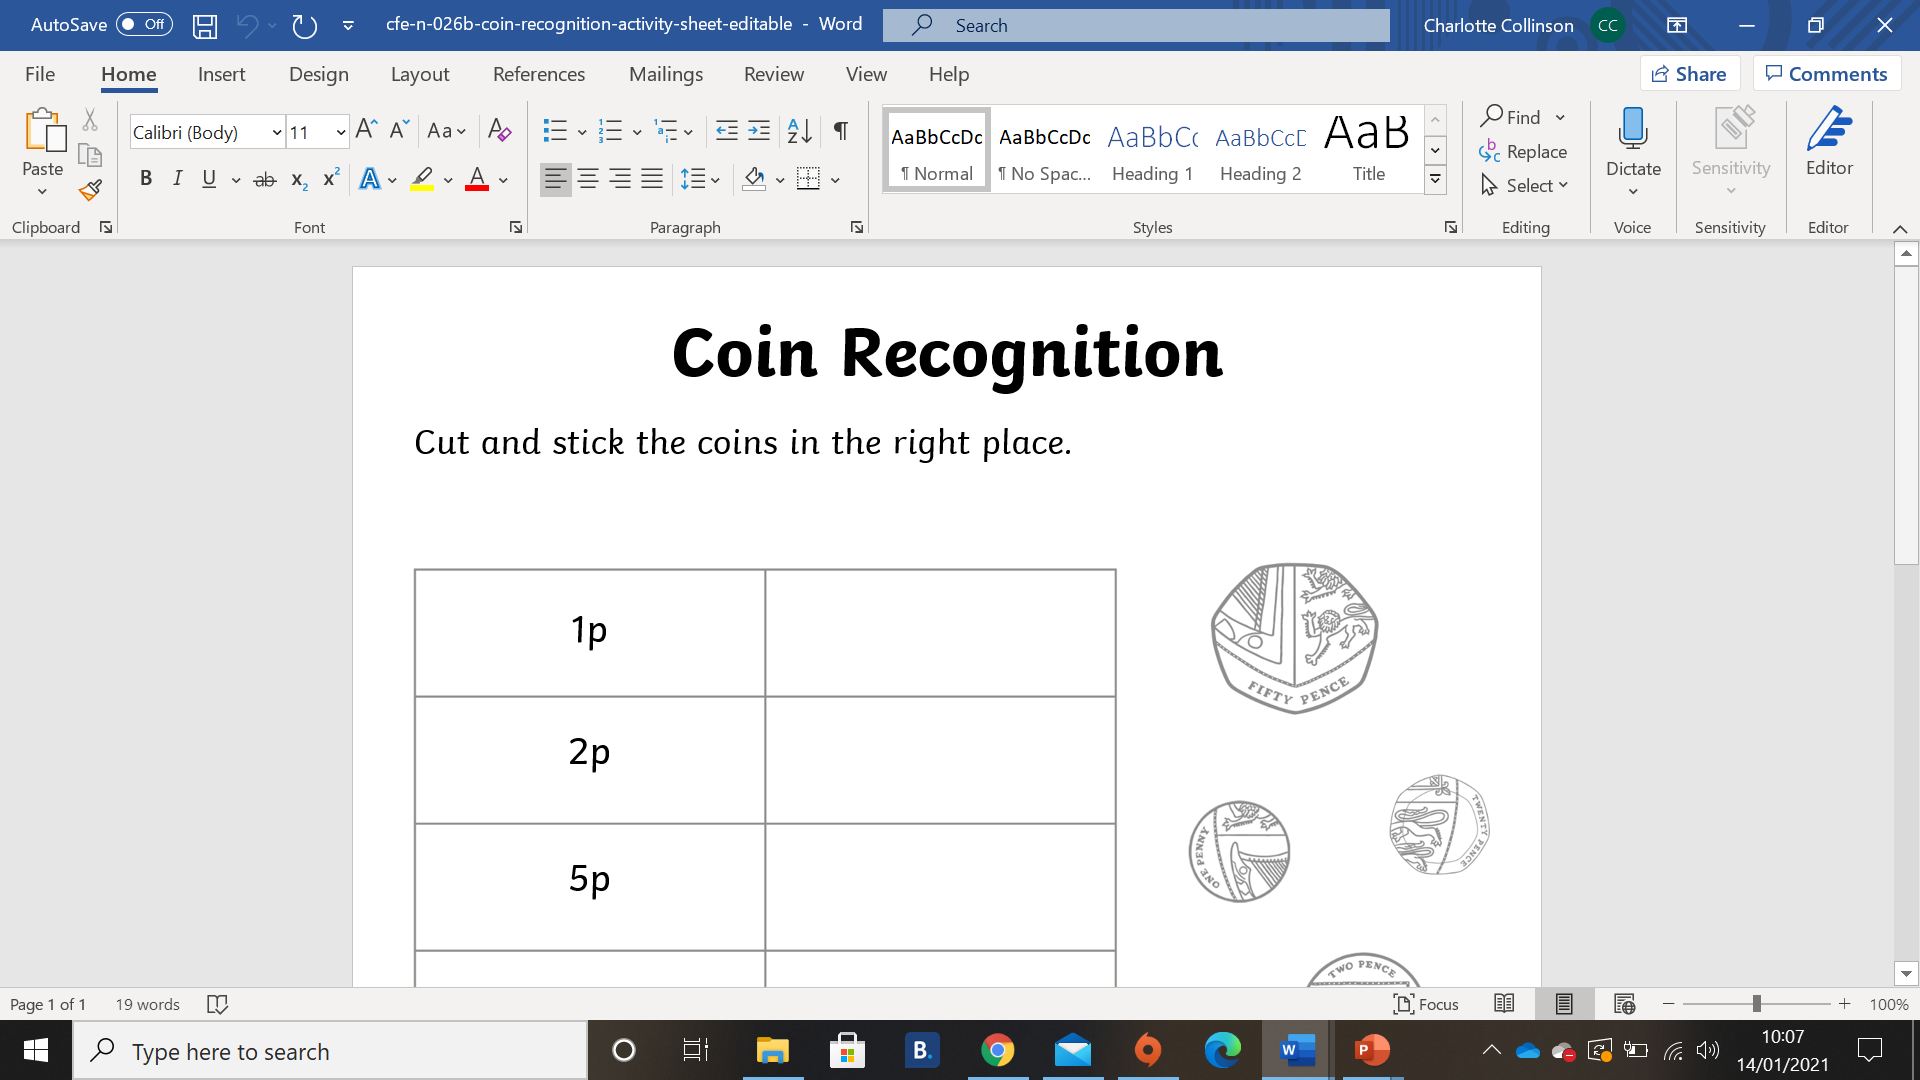 AutoSave Off cfe-n-026b-coin-recognition-activity-sheet-editable - Word Search Charlotte Collinson CC
File Home Insert Design Layout References Mailings Review View Help Share Comments
Paste Calibri (Body) 11 Aa
B I U ab x2 x2 A A
AaBbCcDc AaBbCcDc AaBbCc AaBbCcD AaB
¶ Normal ¶ No Spac... Heading 1 Heading 2 Title
Find
Replace
Select
Dictate Sensitivity Editor
Clipboard Font Paragraph Styles Editing Voice Sensitivity Editor
Coin Recognition
Cut and stick the coins in the right place.
1p
FIFTY PENCE
2p
TWENTY PENCE
ONE PENNY
5p
TWO PENCE
Page 1 of 1 19 words Focus 100%
Type here to search
B.
W
P
10:07
14/01/2021